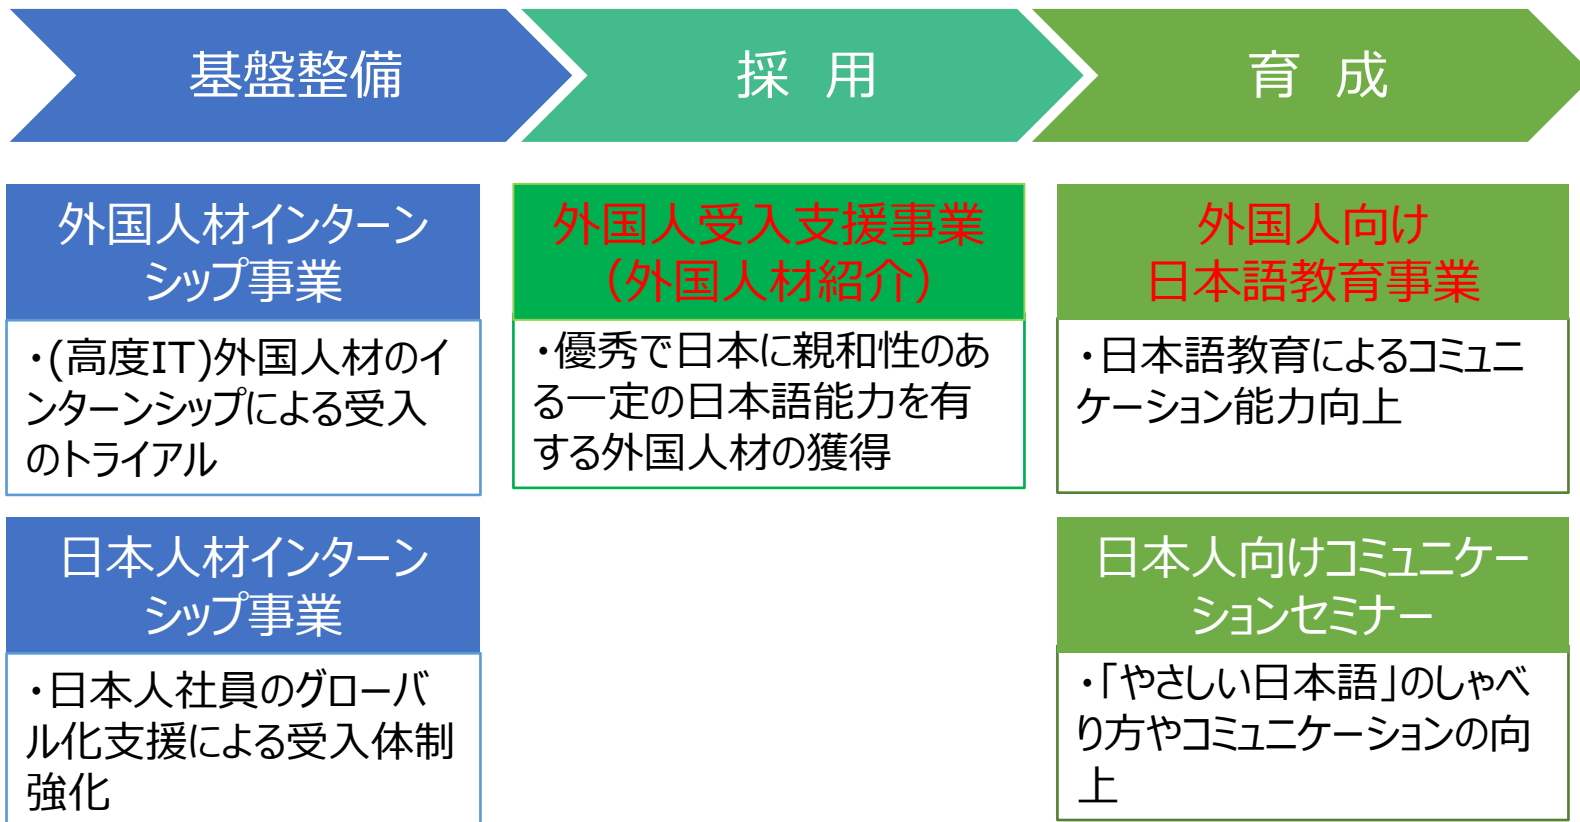 基盤整備
採 用
育 成
外国人材インターン
シップ事業
・(高度IT)外国人材のイ
ンターンシップによる受入
のトライアル
日本人材インターン
シップ事業
・日本人社員のグローバ
ル化支援による受入体制
強化
外国人受入支援事業
（外国人材紹介）
・優秀で日本に親和性のあ
る一定の日本語能力を有
する外国人材の獲得
外国人向け
日本語教育事業
・日本語教育によるコミュニ
ケーション能力向上
日本人向けコミュニケー
ションセミナー
・「やさしい日本語」のしゃべ
り方やコミュニケーションの向
上